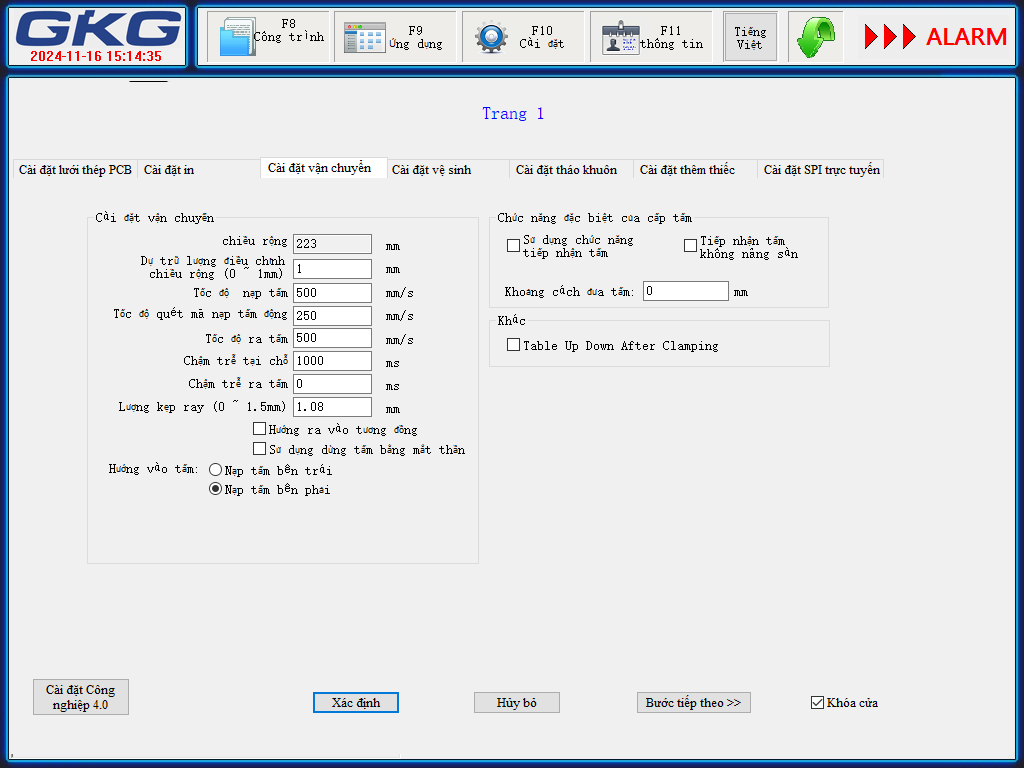 GKG
2024-11-16 15:14:35
F8
Công trình
F9
Ứng dụng
F10
Cài đặt
F11
thông tin
Tiếng
Việt
ALARM
Trang 1
Cài đặt lưới thép PCB
Cài đặt in
Cài đặt vận chuyển
Cài đặt vệ sinh
Cài đặt tháo khuôn
Cài đặt thêm thiếc
Cài đặt SPI trực tuyến
Cài đặt vận chuyển
chiều rộng 223 mm
Dự trữ lượng điều chỉnh
chiều rộng (0 ~ 1mm) 1 mm
Tốc độ nạp tấm 500 mm/s
Tốc độ quét mã nạp tấm động 250 mm/s
Tốc độ ra tấm 500 mm/s
Chậm trễ tại chỗ 1000 ms
Chậm trễ ra tấm 0 ms
Lượng kẹp ray (0 ~ 1.5mm) 1.08 mm
Hướng ra vào tương đồng
Sử dụng dừng tấm bằng mắt thần
Hướng vào tấm: Nạp tấm bên trái
Nạp tấm bên phải
Chức năng đặc biệt của cấp tấm
Sử dụng chức năng
tiếp nhận tấm
Tiếp nhận tấm
không nâng sàn
Khoảng cách đưa tấm: 0 mm
Khác
Table Up Down After Clamping
Cài đặt Công
nghiệp 4.0
Xác định
Hủy bỏ
Bước tiếp theo >>
Khóa cửa